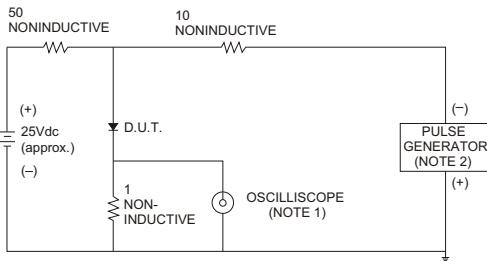 50
NONINDUCTIVE
10
NONINDUCTIVE
(+)
25Vdc
(approx.)
(–)
D.U.T.
1
NON-
INDUCTIVE
OSCILLISCOPE
(NOTE 1)
(–)
PULSE
GENERATOR
(NOTE 2)
(+)